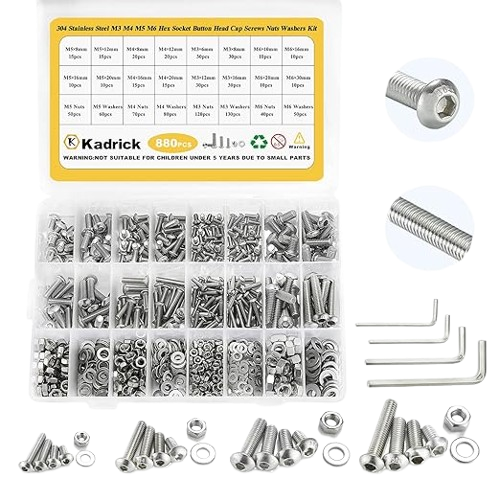 304 Stainless Steel M3 M4 M5 M6 Hex Socket Button Head Cap Screws Nuts Washers Kit
M5×8mm M5×12mm M4×8mm M4×12mm M3×6mm M3×8mm M6×10mm M6×16mm
15pcs 15pcs 20pcs 20pcs 30pcs 30pcs 10pcs
M5×16mm M5×20mm M4×16mm M4×20mm M3×12mm M3×16mm M6×20mm M6×30mm
10pcs 10pcs 15pcs 15pcs 30pcs 30pcs 10pcs
M5 Nuts M5 Washers M4 Nuts M4 Washers M3 Nuts M3 Washers M6 Nuts M6 Washers
50pcs 60pcs 70pcs 80pcs 120pcs 130pcs 40pcs 50pcs
K Kadrick 880PCS Warning
WARNING:NOT SUITABLE FOR CHILDREN UNDER 5 YEARS DUE TO SMALL PARTS